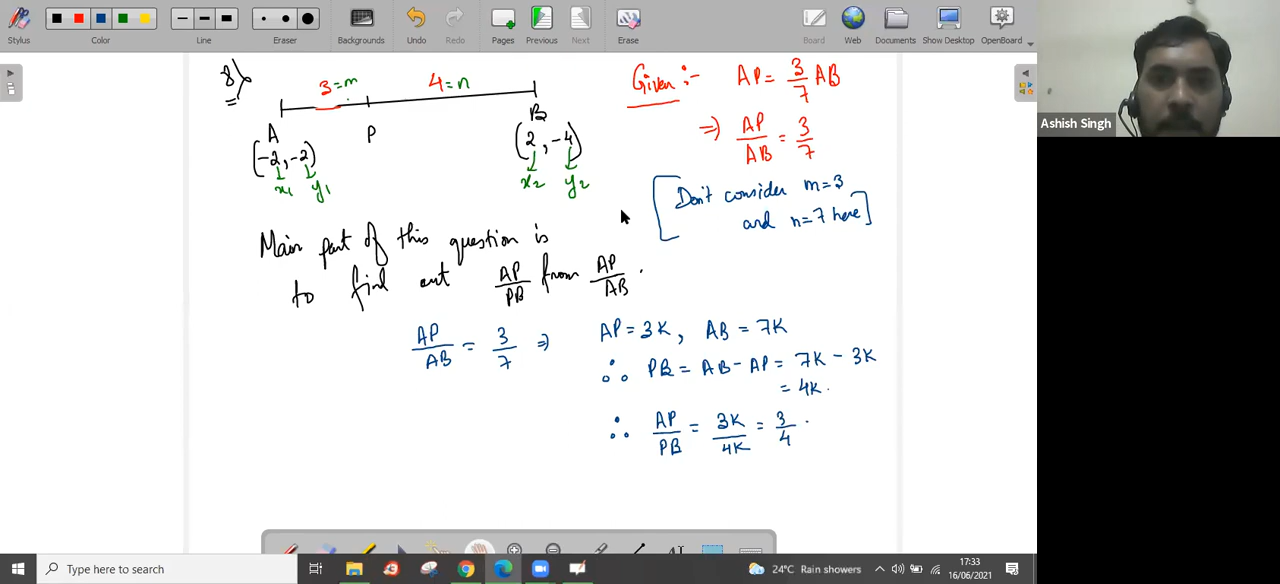 Stylus
Color
Line
Eraser
Backgrounds
Undo
Redo
Pages
Previous
Next
Erase
Board
Web
Documents
Show Desktop
OpenBoard
Ashish Singh
8)
3=m
4=n
A
P
B
(-2,-2)
(2,-4)
x1 y1
x2 y2
Given :- AP = 3/7 AB
⇒ AP/AB = 3/7
[Don't consider m=3
and n=7 here]
Main part of this question is
to find out AP/PB from AP/AB.
AP/AB = 3/7 ⇒ AP=3K, AB=7K
∴ PB = AB-AP = 7K-3K
= 4K.
∴ AP/PB = 3K/4K = 3/4.
Type here to search
24°C Rain showers
17:33
16/06/2021